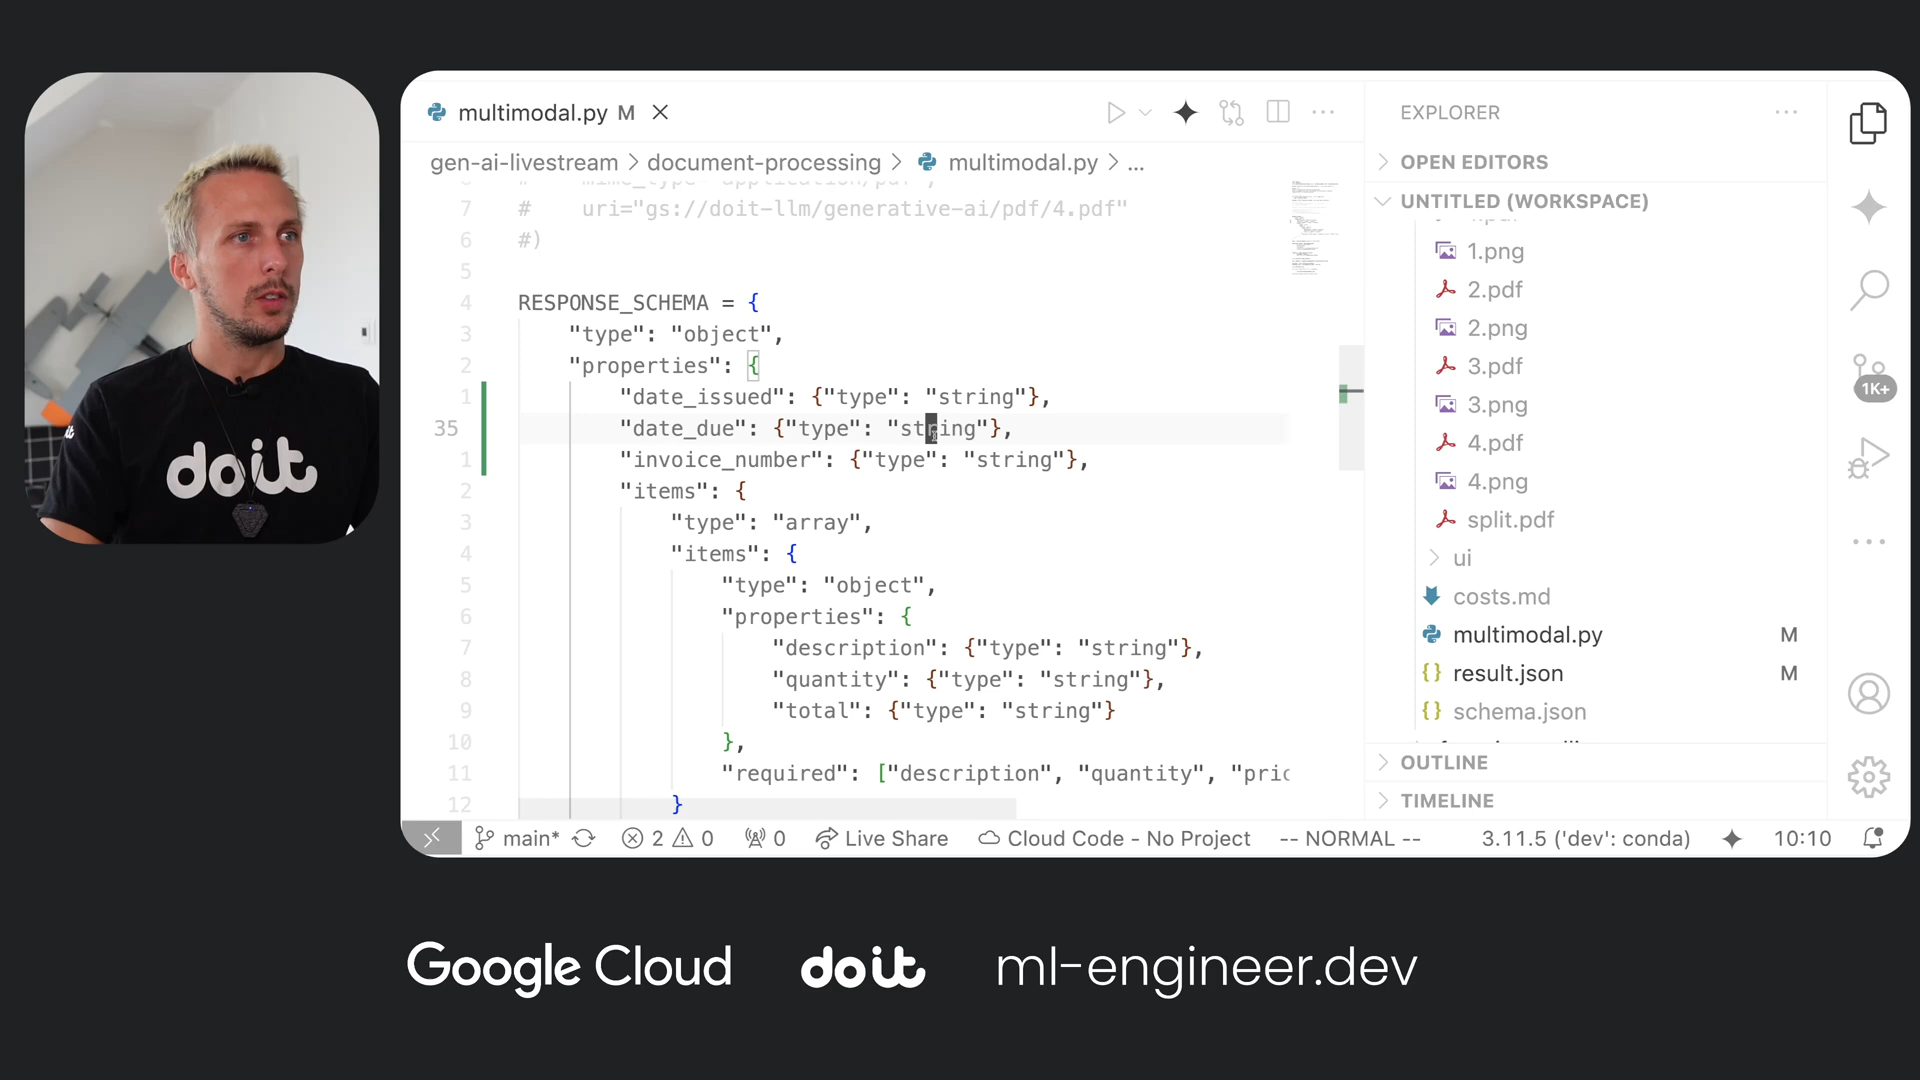 multimodal.py M
gen-ai-livestream > document-processing > multimodal.py > ...
7 # uri="gs://doit-llm/generative-ai/pdf/4.pdf"
6 #)
5
4 RESPONSE_SCHEMA = {
3 "type": "object",
2 "properties": {
1 "date_issued": {"type": "string"},
35 "date_due": {"type": "string"},
1 "invoice_number": {"type": "string"},
2 "items": {
3 "type": "array",
4 "items": {
5 "type": "object",
6 "properties": {
7 "description": {"type": "string"},
8 "quantity": {"type": "string"},
9 "total": {"type": "string"}
10 },
11 "required": ["description", "quantity", "pric
12 }
EXPLORER
OPEN EDITORS
UNTITLED (WORKSPACE)
1.png
2.pdf
2.png
3.pdf
3.png
4.pdf
4.png
split.pdf
ui
costs.md
multimodal.py M
result.json M
schema.json
OUTLINE
TIMELINE
1K+
main* 2 0 0 Live Share Cloud Code - No Project -- NORMAL -- 3.11.5 ('dev': conda) 10:10
doit
doit
Google Cloud doit ml-engineer.dev